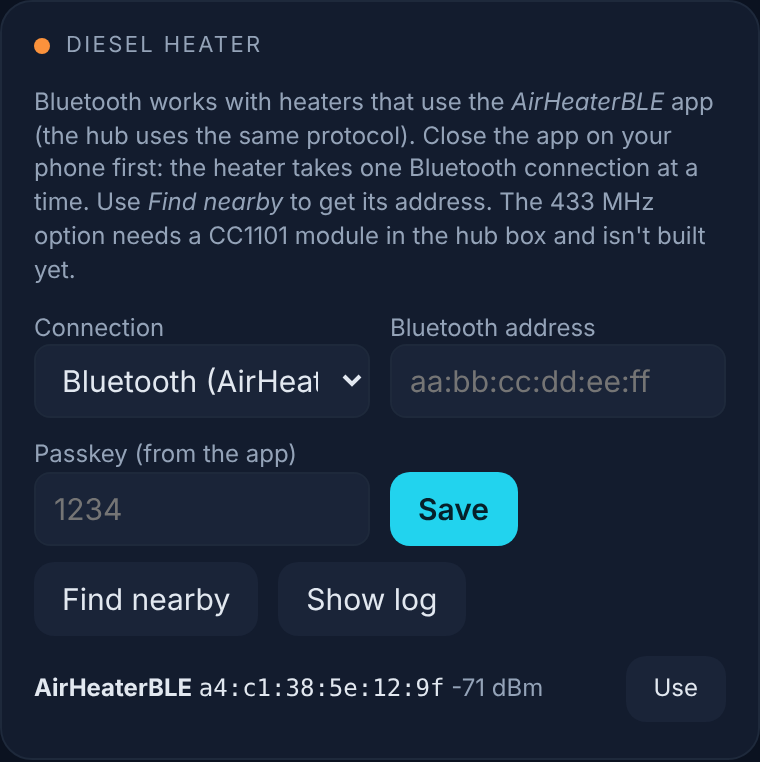 DIESEL HEATER
Bluetooth works with heaters that use the AirHeaterBLE app
(the hub uses the same protocol). Close the app on your
phone first: the heater takes one Bluetooth connection at a
time. Use Find nearby to get its address. The 433 MHz
option needs a CC1101 module in the hub box and isn't built
yet.
Connection
Bluetooth address
Bluetooth (AirHeat
aa:bb:cc:dd:ee:ff
Passkey (from the app)
1234
Save
Find nearby
Show log
AirHeaterBLE a4:c1:38:5e:12:9f -71 dBm
Use